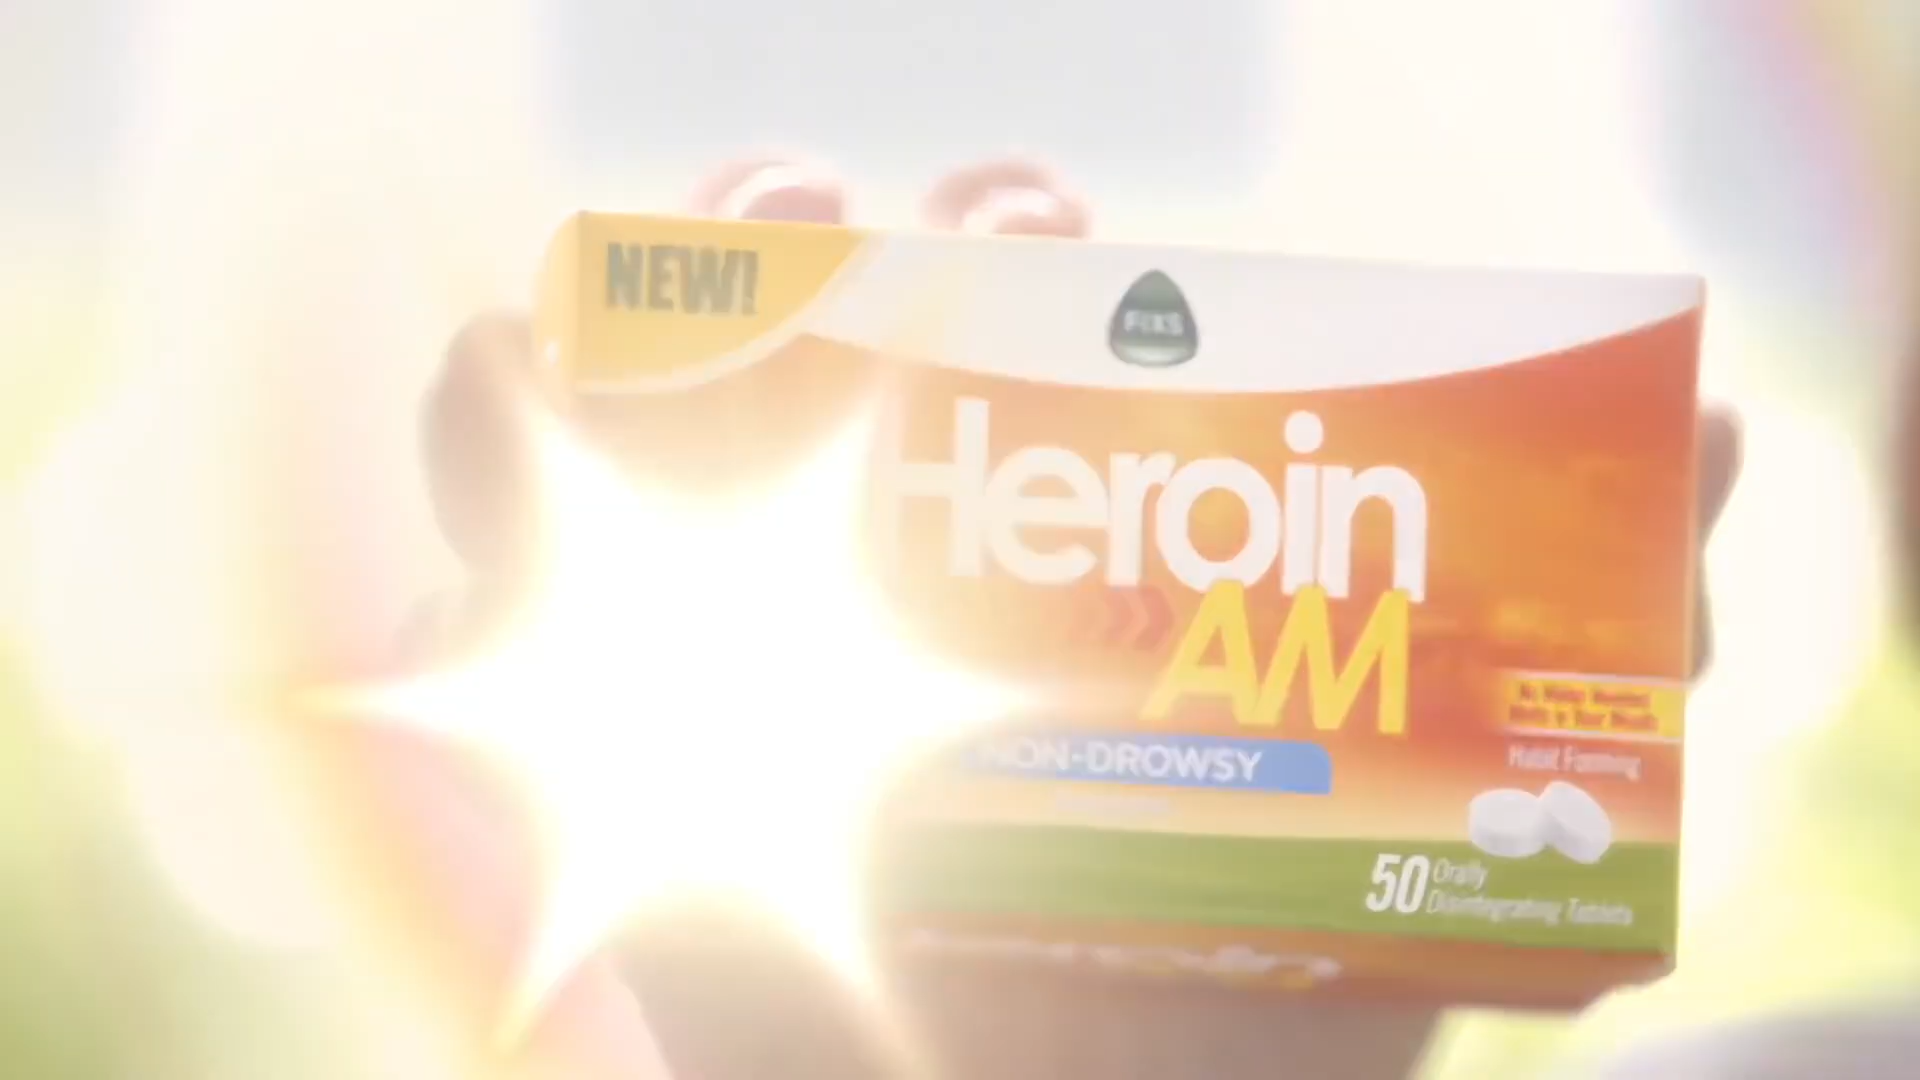 NEW!
FIXS
Heroin
AM
NON-DROWSY
Habit Forming
50 Orally
Disintegrating Tablets